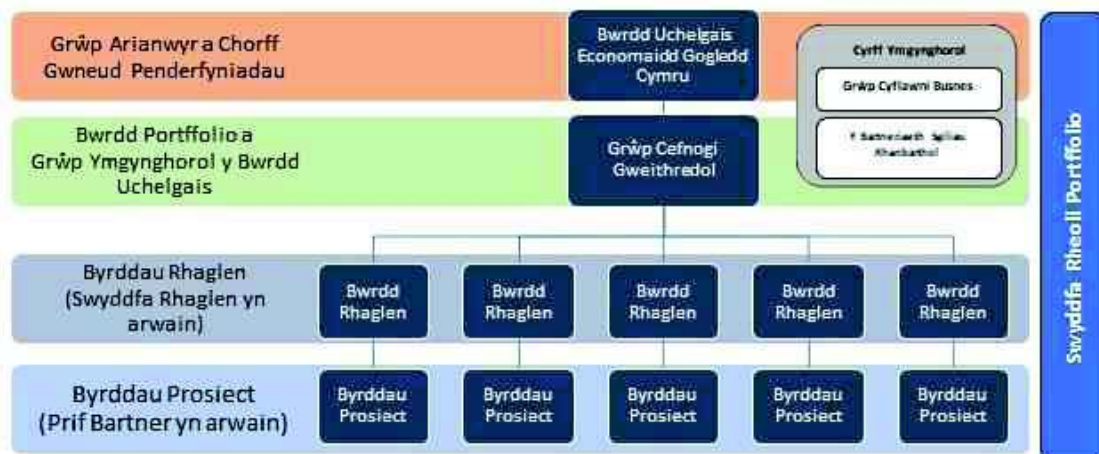 Grŵp Arianwyr a Chorff
Gwneud Penderfyniadau
Bwrdd Uchelgais
Economaidd Gogledd
Cymru
Cyrff Ymgynghorol
Grŵp Cyflawni Busnes
Y Bartneriaeth Sgiliau
Rhanbarthol
Bwrdd Portffolio a
Grŵp Ymgynghorol y Bwrdd
Uchelgais
Grŵp Cefnogi
Gweithredol
Byrddau Rhaglen
(Swyddfa Rhaglen yn
arwain)
Bwrdd
Rhaglen
Bwrdd
Rhaglen
Bwrdd
Rhaglen
Bwrdd
Rhaglen
Bwrdd
Rhaglen
Byrddau Prosiect
(Prif Bartner yn arwain)
Byrddau
Prosiect
Byrddau
Prosiect
Byrddau
Prosiect
Byrddau
Prosiect
Byrddau
Prosiect
Swyddfa Rheoli Portffolio